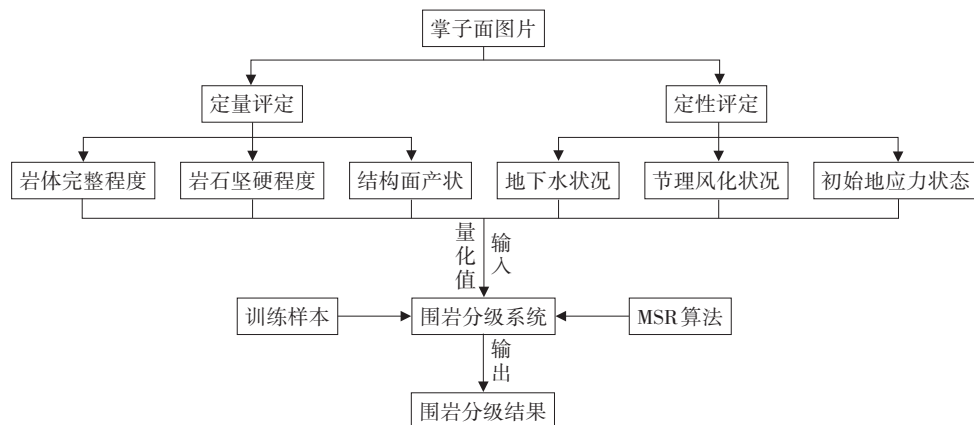 掌子面图片
定量评定
定性评定
岩体完整程度
岩石坚硬程度
结构面产状
地下水状况
节理风化状况
初始地应力状态
量化值
输入
训练样本
围岩分级系统
MSR算法
输出
围岩分级结果